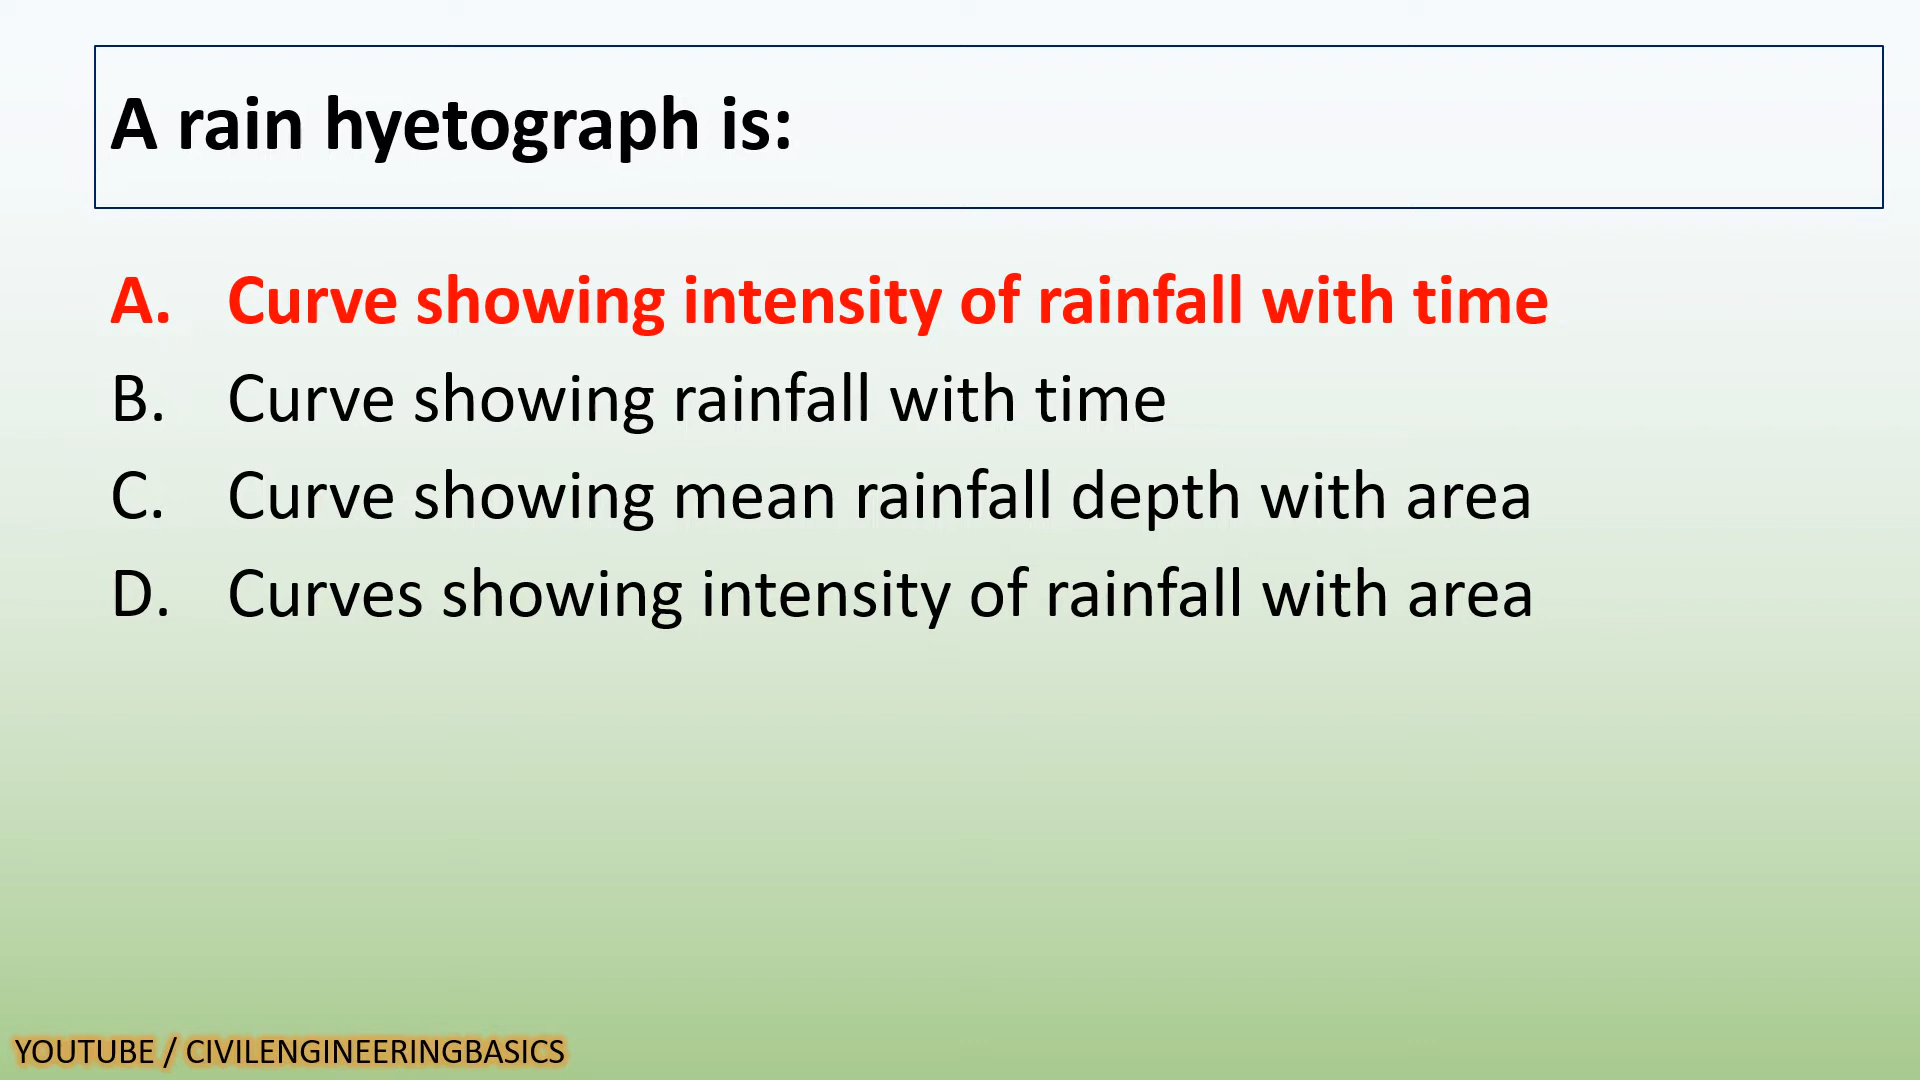 A rain hyetograph is:
A. Curve showing intensity of rainfall with time
B. Curve showing rainfall with time
C. Curve showing mean rainfall depth with area
D. Curves showing intensity of rainfall with area
YOUTUBE / CIVILENGINEERINGBASICS